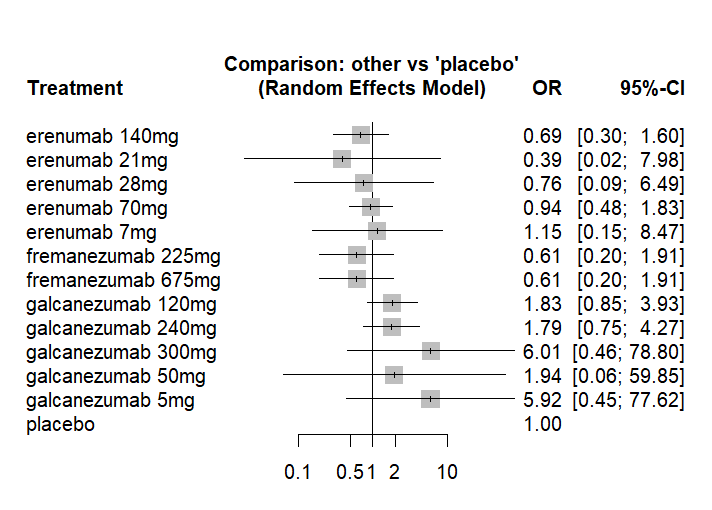 Comparison: other vs 'placebo'
Treatment (Random Effects Model) OR 95%-CI
erenumab 140mg 0.69 [0.30; 1.60]
erenumab 21mg 0.39 [0.02; 7.98]
erenumab 28mg 0.76 [0.09; 6.49]
erenumab 70mg 0.94 [0.48; 1.83]
erenumab 7mg 1.15 [0.15; 8.47]
fremanezumab 225mg 0.61 [0.20; 1.91]
fremanezumab 675mg 0.61 [0.20; 1.91]
galcanezumab 120mg 1.83 [0.85; 3.93]
galcanezumab 240mg 1.79 [0.75; 4.27]
galcanezumab 300mg 6.01 [0.46; 78.80]
galcanezumab 50mg 1.94 [0.06; 59.85]
galcanezumab 5mg 5.92 [0.45; 77.62]
placebo 1.00
0.1 0.5 1 2 10